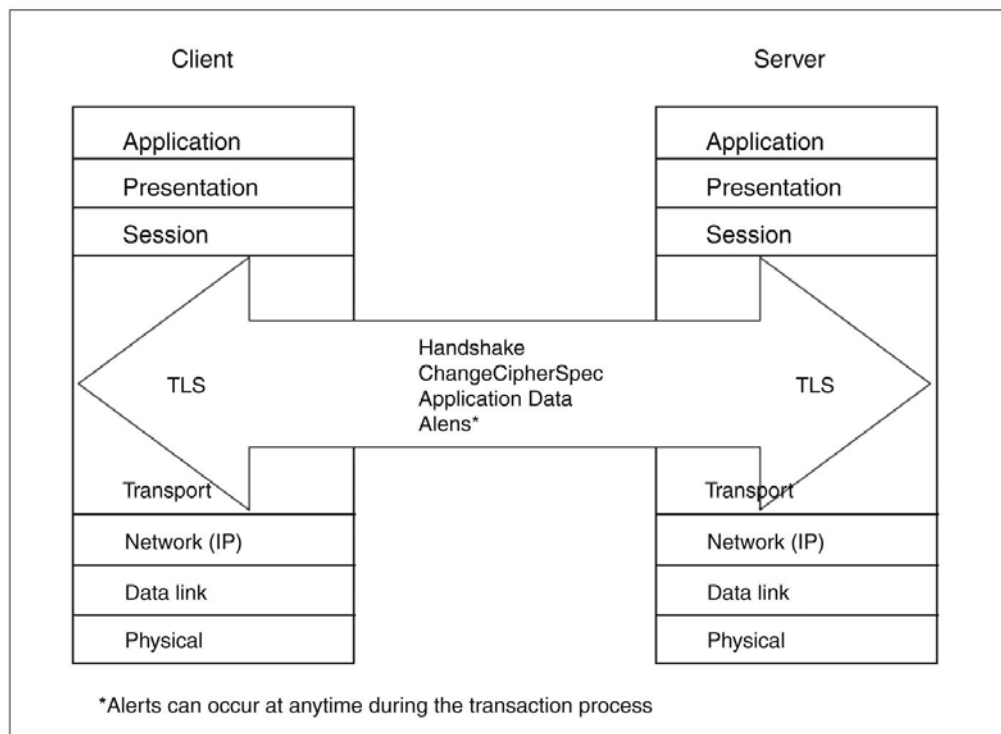 Client
Server
Application
Presentation
Session
TLS
Transport
Network (IP)
Data link
Physical
Handshake
ChangeCipherSpec
Application Data
Alens*
Application
Presentation
Session
TLS
Transport
Network (IP)
Data link
Physical
*Alerts can occur at anytime during the transaction process